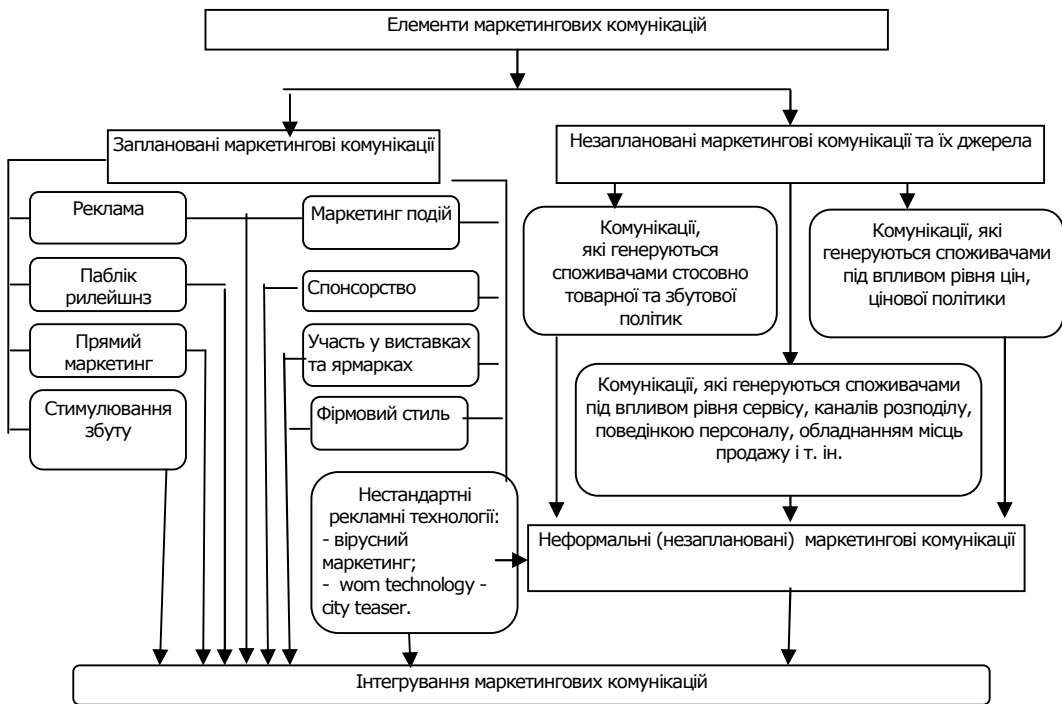 Елементи маркетингових комунікацій
Заплановані маркетингові комунікації
Незаплановані маркетингові комунікації та їх джерела
Реклама
Паблік
рилейшнз
Прямий
маркетинг
Стимулювання
збуту
Маркетинг подій
Спонсорство
Участь у виставках
та ярмарках
Фірмовий стиль
Нестандартні
рекламні технології:
- вірусний
маркетинг;
- wom technology -
city teaser.
Комунікації,
які генеруються
споживачами стосовно
товарної та збутової
політик
Комунікації, які
генеруються споживачами
під впливом рівня цін,
цінової політики
Комунікації, які генеруються споживачами
під впливом рівня сервісу, каналів розподілу,
поведінкою персоналу, обладнанням місць
продажу і т. ін.
Неформальні (незаплановані) маркетингові комунікації
Інтегрування маркетингових комунікацій